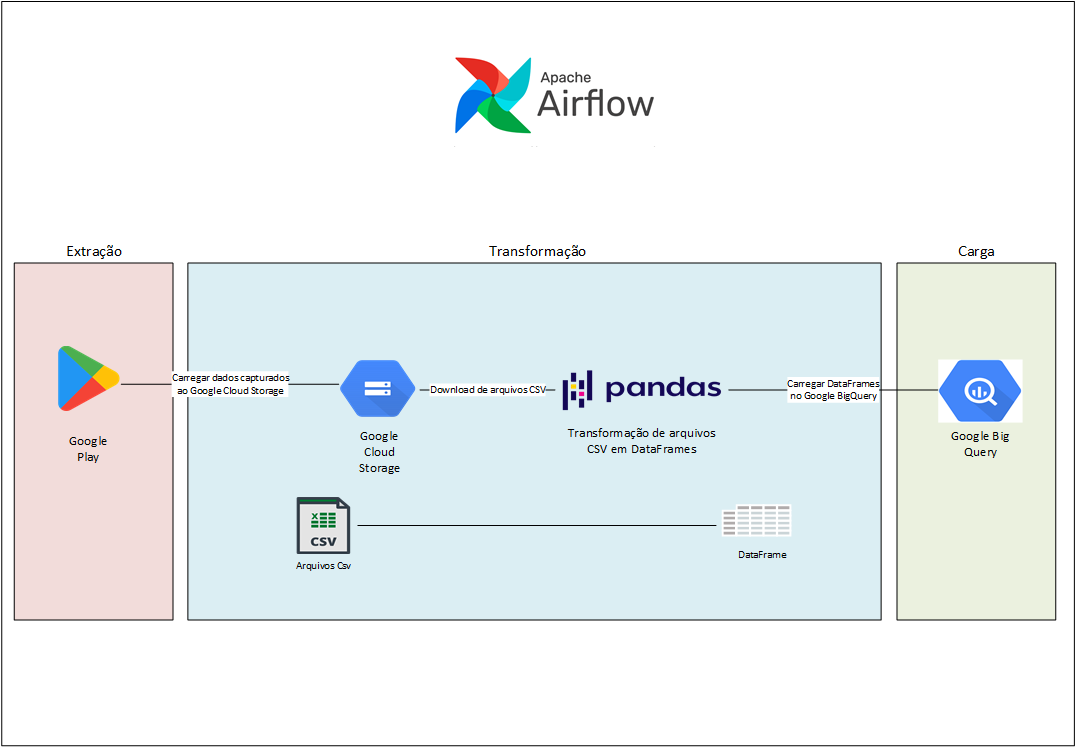 Apache
Airflow
Extração
Transformação
Carga
Carregar dados capturados
ao Google Cloud Storage
Download de arquivos CSV
pandas
Carregar DataFrames
no Google BigQuery
Google
Play
Google
Cloud
Storage
Transformação de arquivos
CSV em DataFrames
Google Big
Query
CSV
Arquivos Csv
DataFrame